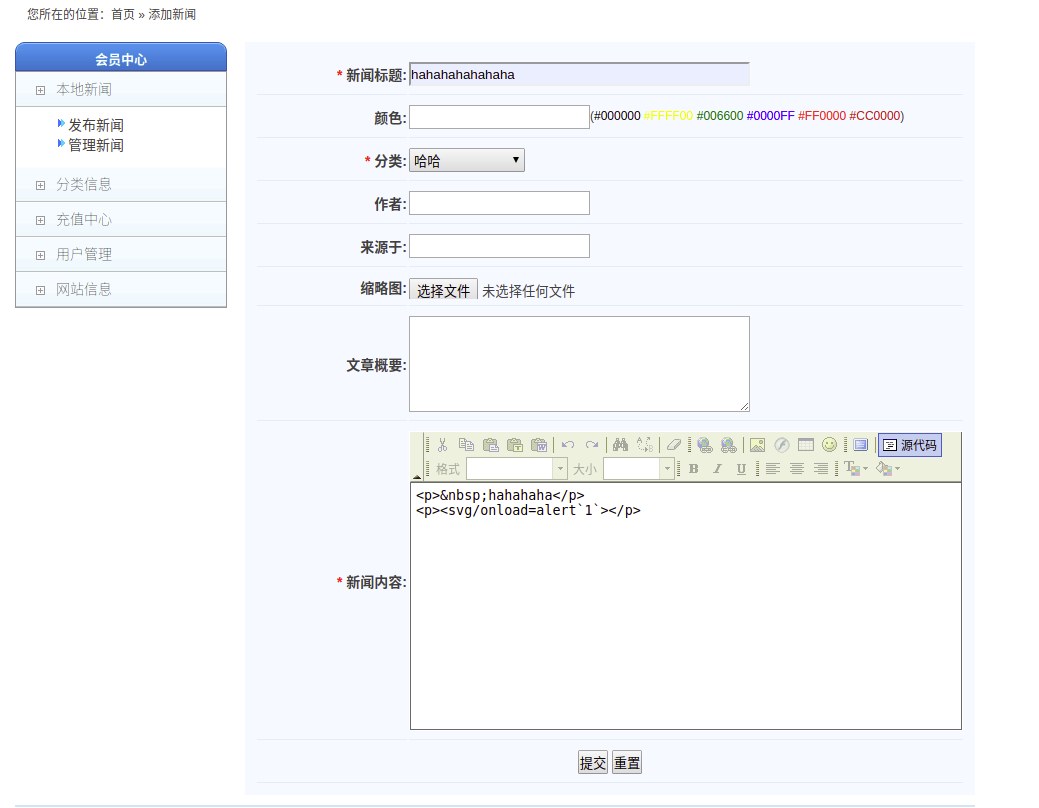 您所在的位置：首页 » 添加新闻
会员中心
本地新闻
发布新闻
管理新闻
分类信息
充值中心
用户管理
网站信息
* 新闻标题: hahahahahahaha
颜色: (#000000 #FFFF00 #006600 #0000FF #FF0000 #CC0000)
* 分类: 哈哈
作者:
来源于:
缩略图: 选择文件 未选择任何文件
文章概要:
源代码
格式 大小 B I U
* 新闻内容:
<p>&nbsp;hahahaha</p>
<p><svg/onload=alert`1`></p>
提交 重置